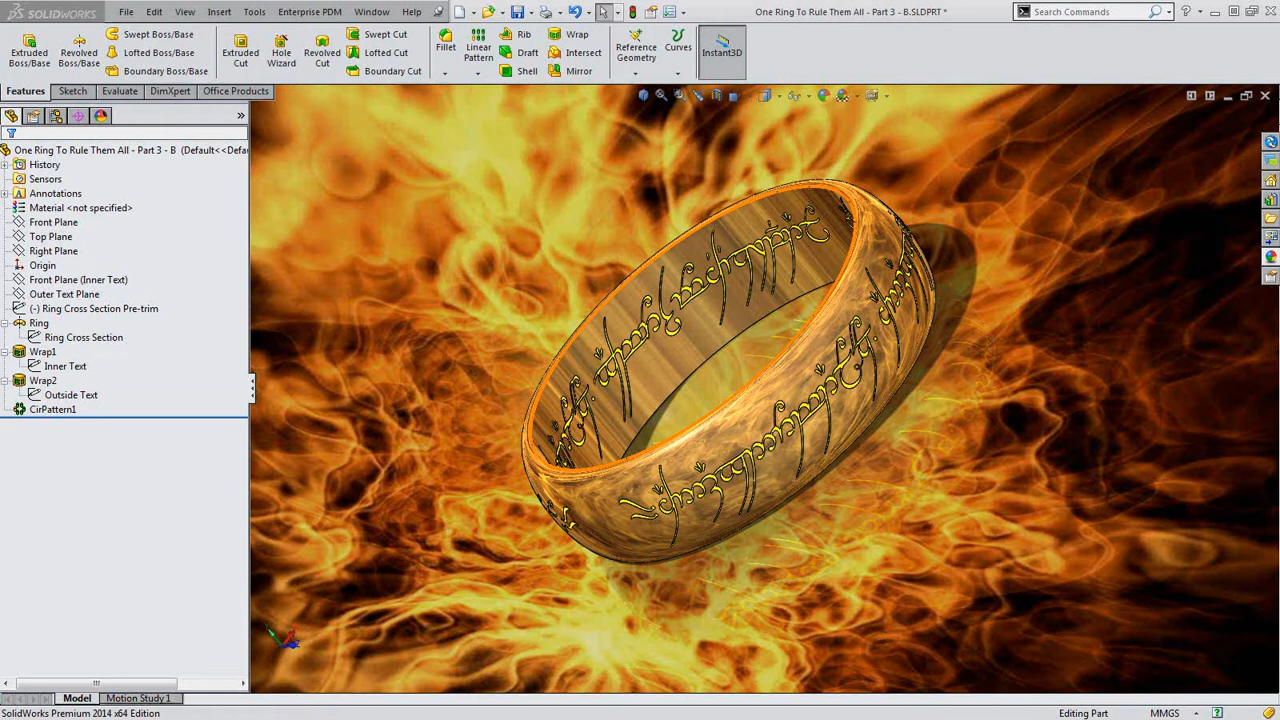 SOLIDWORKS File Edit View Insert Tools Enterprise PDM Window Help One Ring To Rule Them All - Part 3 - B.SLDPRT * Search Commands
Extruded Boss/Base
Revolved Boss/Base
Swept Boss/Base
Lofted Boss/Base
Boundary Boss/Base
Extruded Cut
Hole Wizard
Revolved Cut
Swept Cut
Lofted Cut
Boundary Cut
Fillet
Linear Pattern
Rib
Draft
Shell
Wrap
Intersect
Mirror
Reference Geometry
Curves
Instant3D
Features Sketch Evaluate DimXpert Office Products
One Ring To Rule Them All - Part 3 - B (Default<<Defa
History
Sensors
Annotations
Material <not specified>
Front Plane
Top Plane
Right Plane
Origin
Front Plane (Inner Text)
Outer Text Plane
(-) Ring Cross Section Pre-trim
Ring
Ring Cross Section
Wrap1
Inner Text
Wrap2
Outside Text
CirPattern1
Model Motion Study 1
SolidWorks Premium 2014 x64 Edition Editing Part MMGS